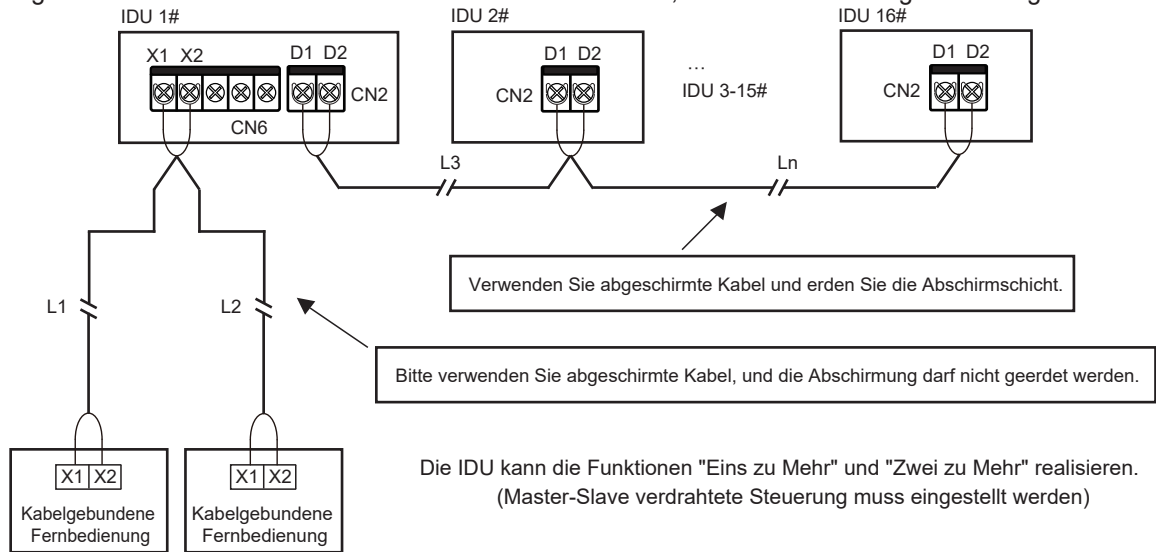 IDU 1#
IDU 2#
IDU 16#
X1 X2
D1 D2
CN2
CN6
D1 D2
CN2
…
IDU 3-15#
D1 D2
CN2
L3
Ln
Verwenden Sie abgeschirmte Kabel und erden Sie die Abschirmschicht.
L1
L2
Bitte verwenden Sie abgeschirmte Kabel, und die Abschirmung darf nicht geerdet werden.
X1 X2
Kabelgebundene
Fernbedienung
X1 X2
Kabelgebundene
Fernbedienung
Die IDU kann die Funktionen "Eins zu Mehr" und "Zwei zu Mehr" realisieren.
(Master-Slave verdrahtete Steuerung muss eingestellt werden)